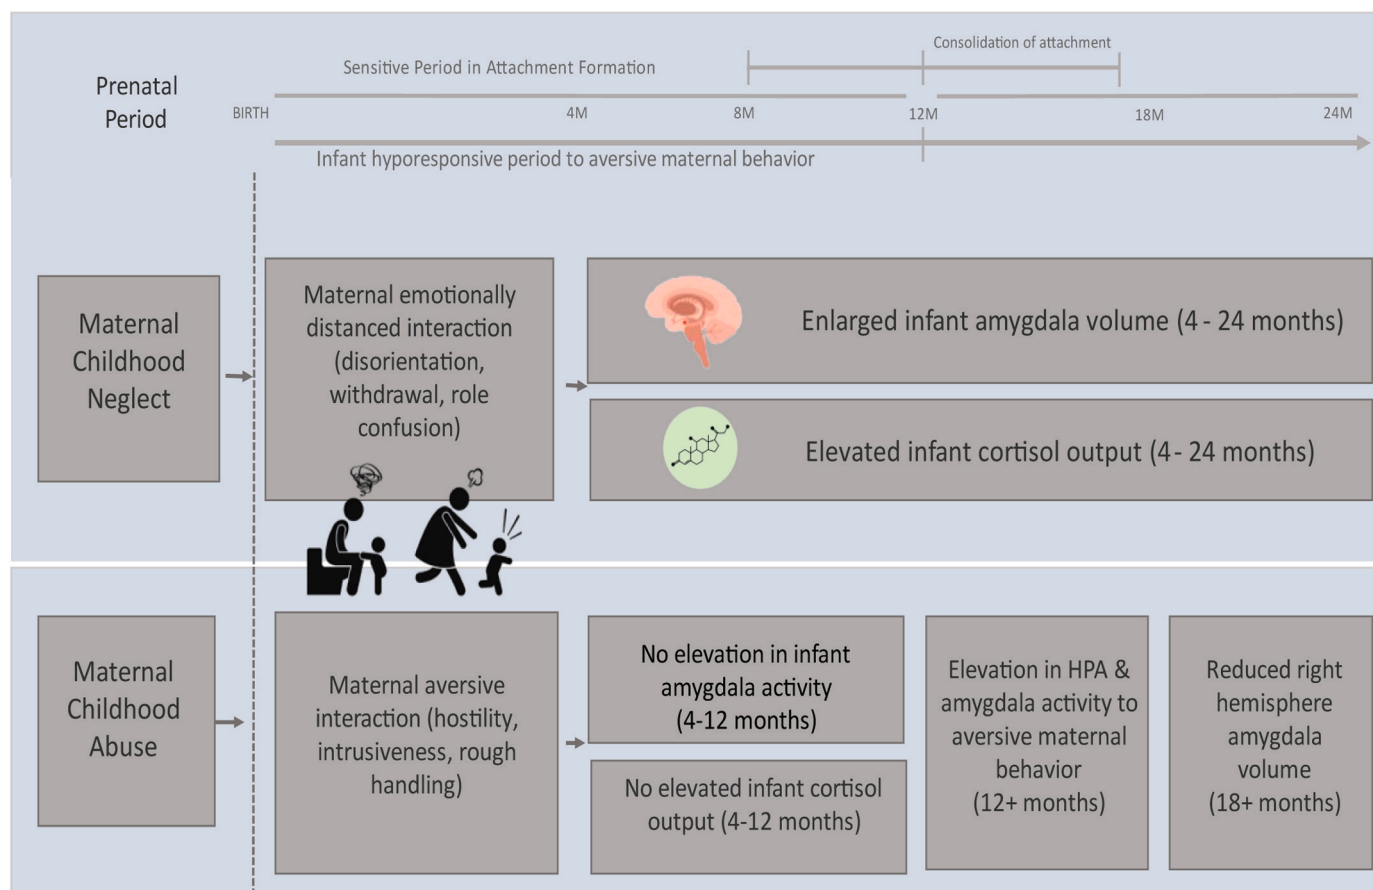 Consolidation of attachment
Sensitive Period in Attachment Formation
Prenatal
Period
BIRTH
4M
8M
12M
18M
24M
Infant hyporesponsive period to aversive maternal behavior
Maternal
Childhood
Neglect
Maternal emotionally
distanced interaction
(disorientation,
withdrawal, role
confusion)
Enlarged infant amygdala volume (4 - 24 months)
Elevated infant cortisol output (4 - 24 months)
Maternal
Childhood
Abuse
Maternal aversive
interaction (hostility,
intrusiveness, rough
handling)
No elevation in infant
amygdala activity
(4-12 months)
No elevated infant cortisol
output (4-12 months)
Elevation in HPA &
amygdala activity to
aversive maternal
behavior
(12+ months)
Reduced right
hemisphere
amygdala
volume
(18+ months)